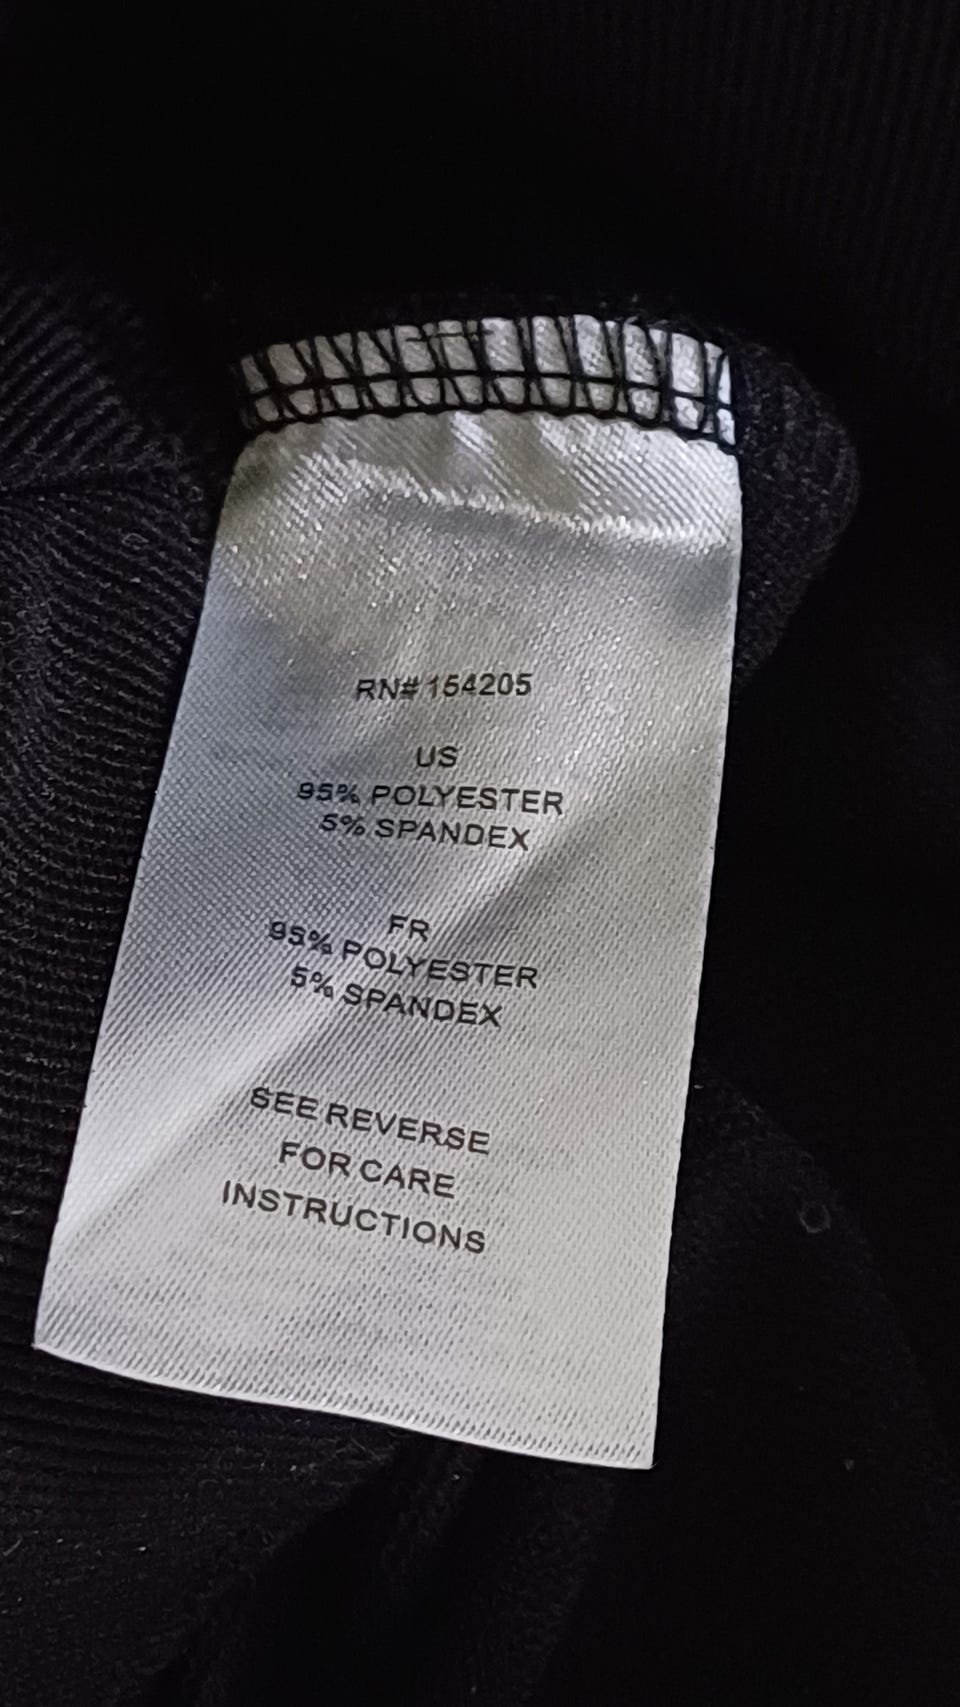 RN# 154205
US
95% POLYESTER
5% SPANDEX
FR
95% POLYESTER
5% SPANDEX
SEE REVERSE
FOR CARE
INSTRUCTIONS